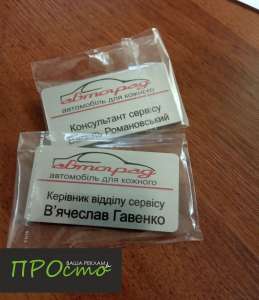 автоград
автомобіль для кожного
Консультант сервісу
Романовський
автоград
автомобіль для кожного
Керівник відділу сервісу
В'ячеслав Гавенко
ВАША РЕКЛАМА
ПРОсто